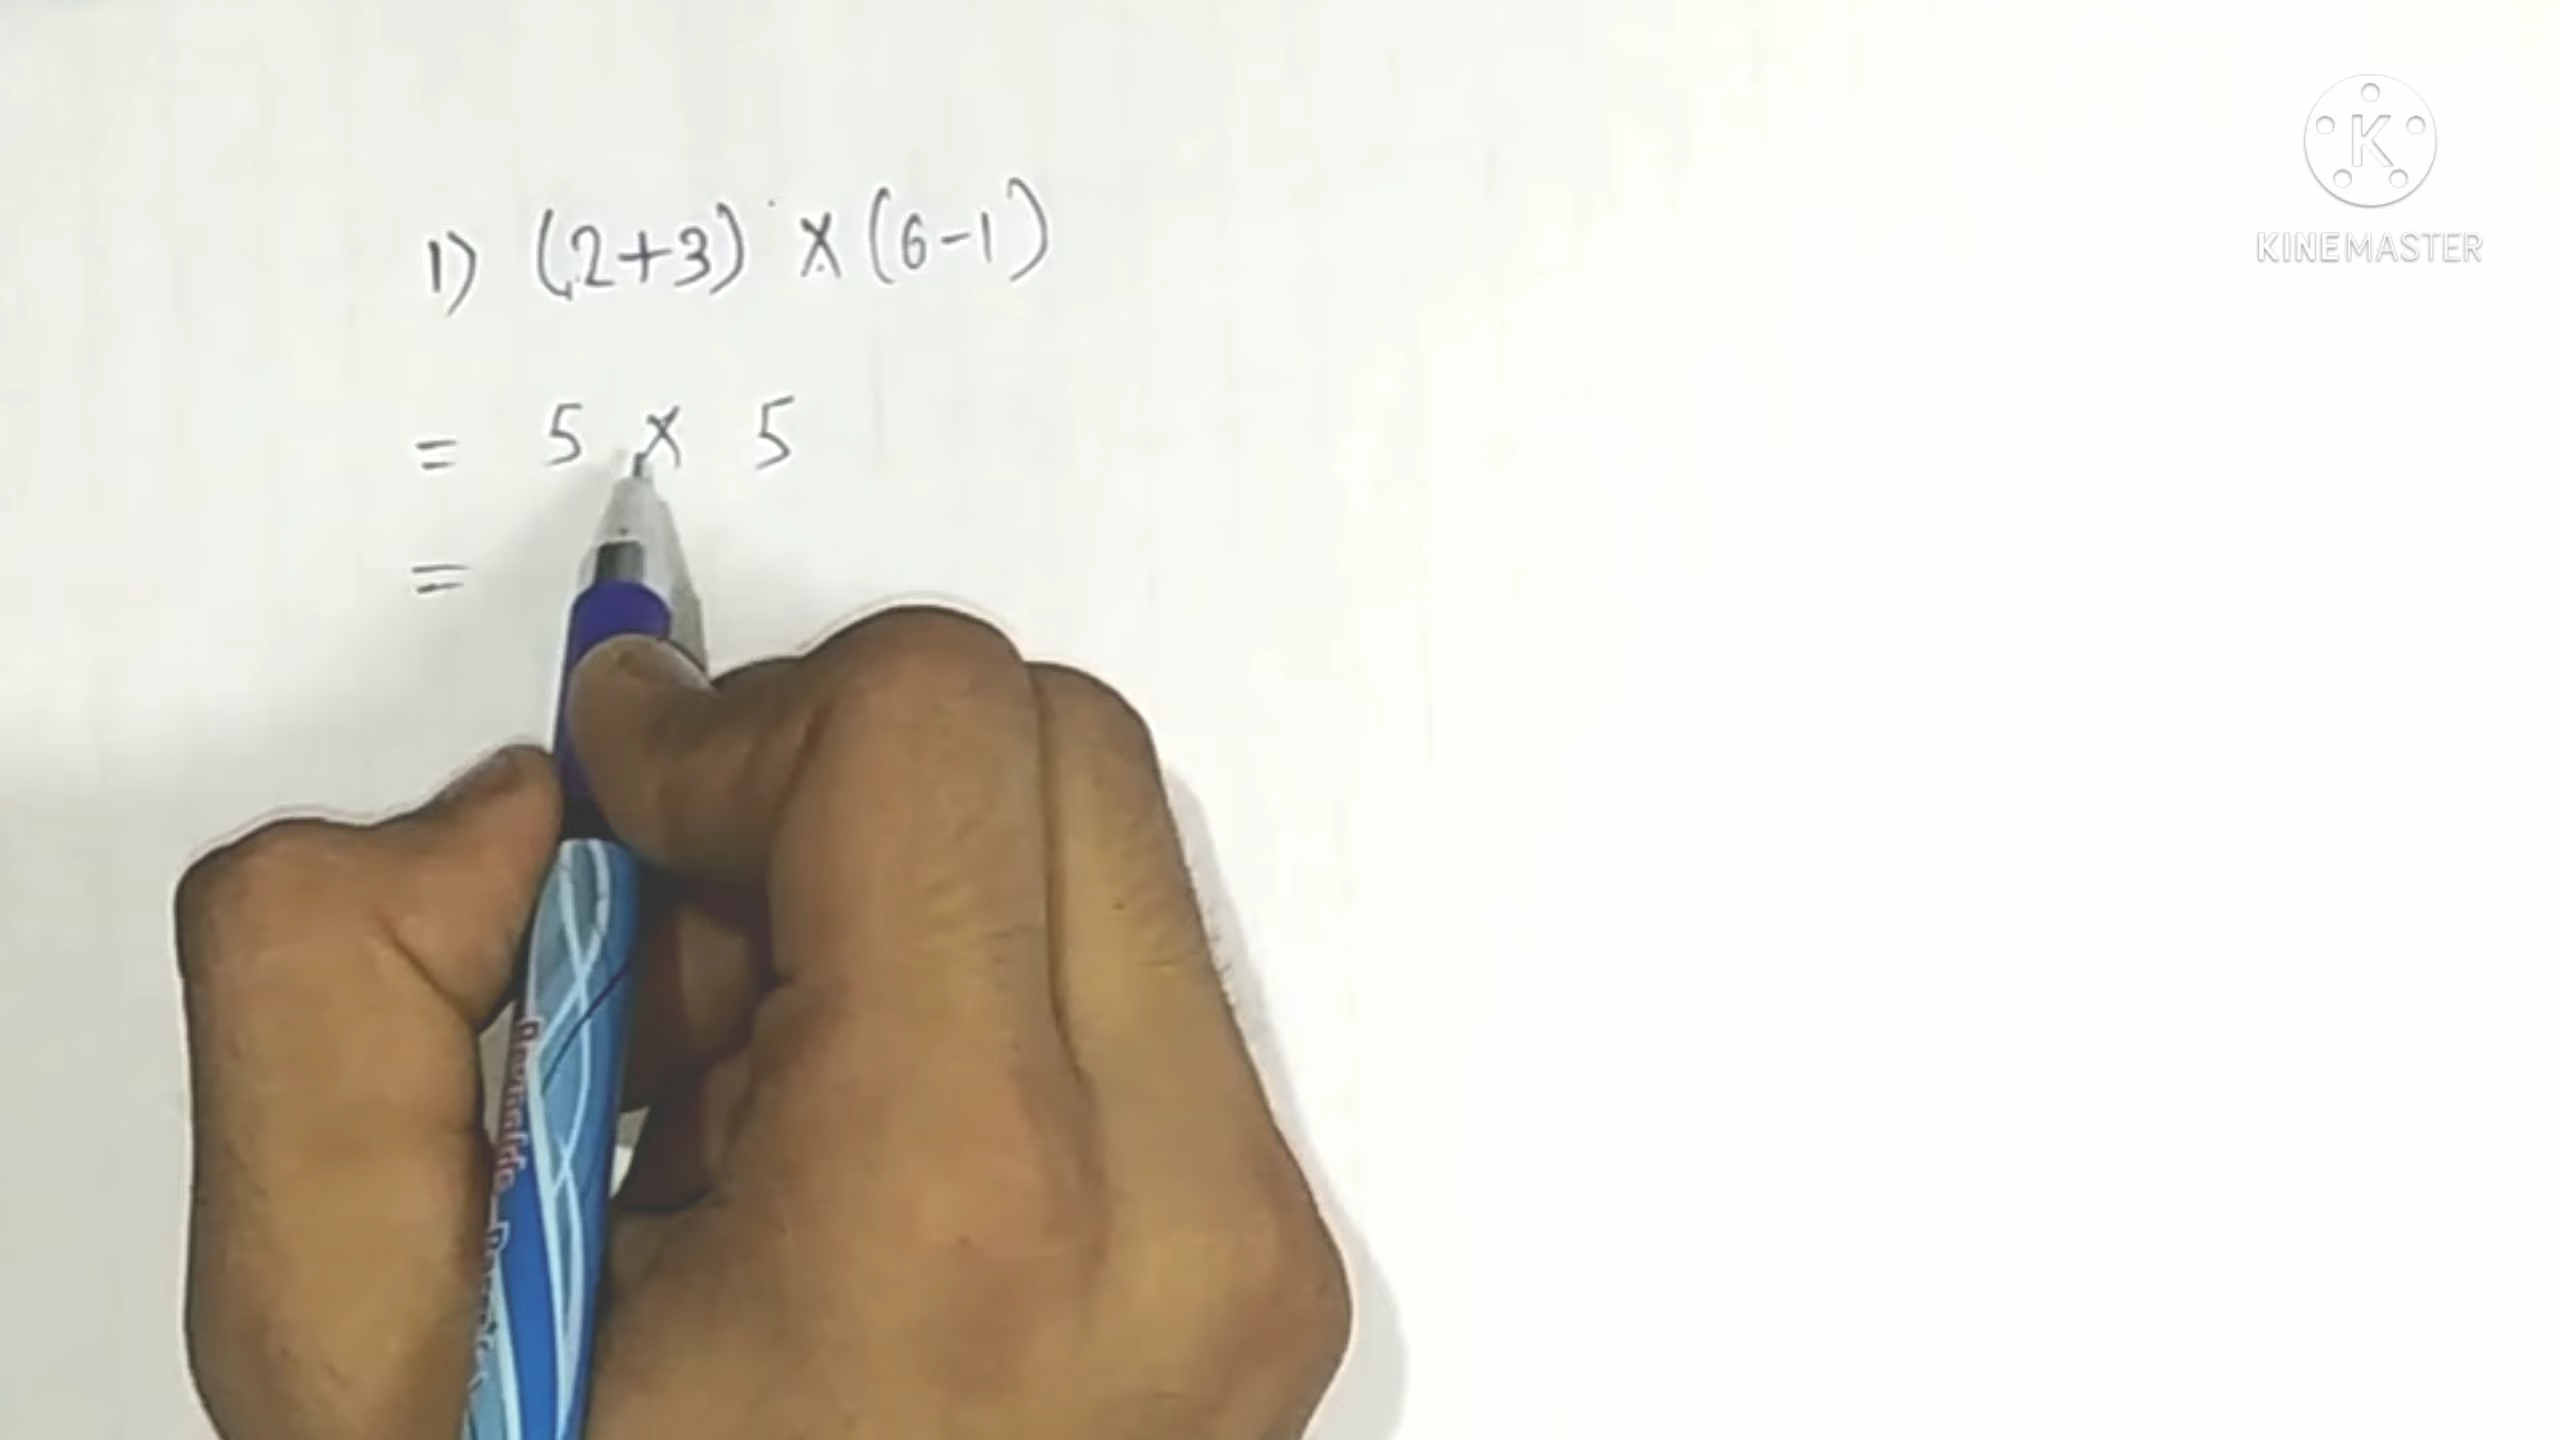 1) (2+3) × (6-1)
= 5 × 5
=
K
KINEMASTER